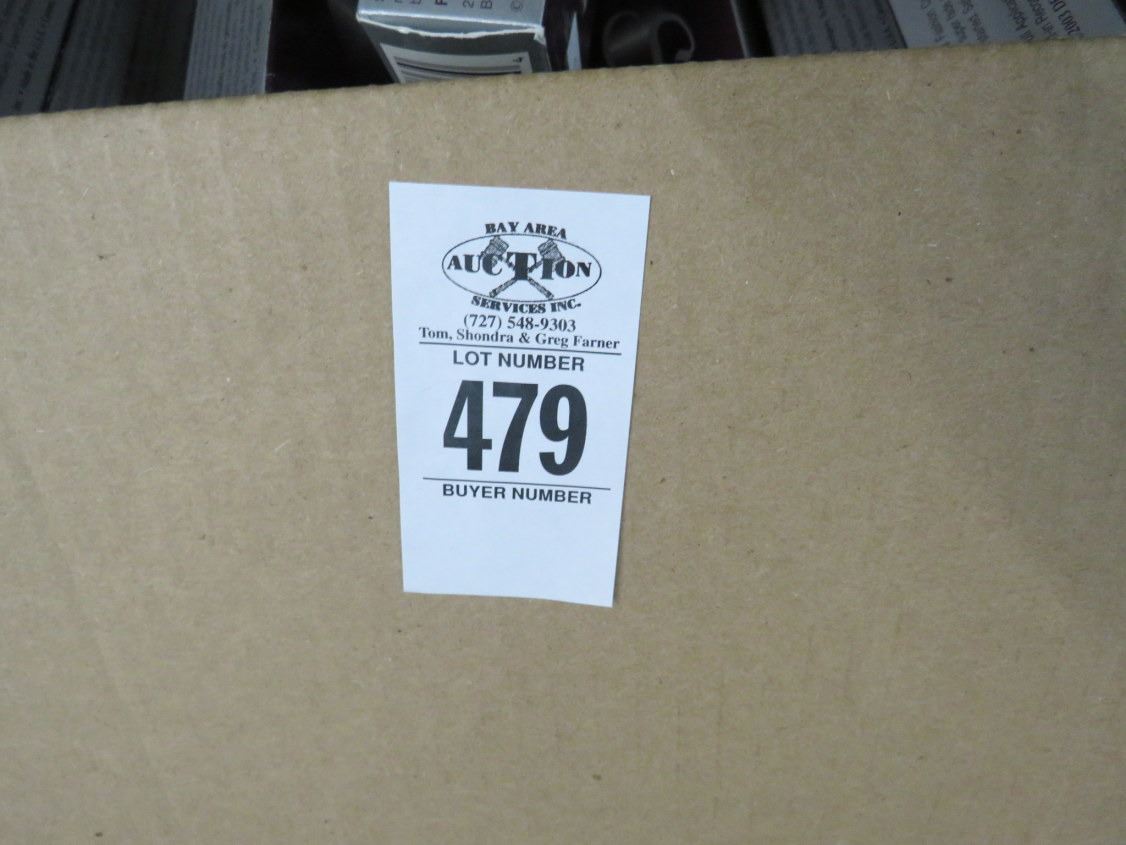 BAY AREA
AUCTION
SERVICES INC.
(727) 548-9303
Tom, Shondra & Greg Farner
LOT NUMBER
479
BUYER NUMBER